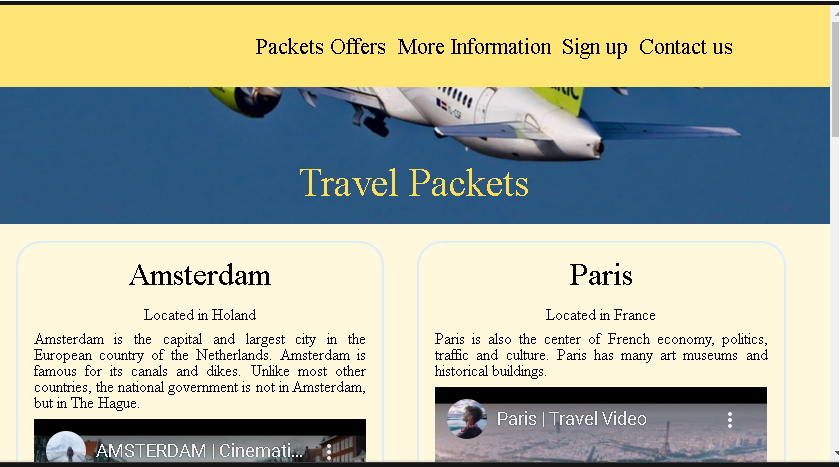 Packets Offers More Information Sign up Contact us
Travel Packets
Amsterdam
Located in Holand
Amsterdam is the capital and largest city in the
European country of the Netherlands. Amsterdam is
famous for its canals and dikes. Unlike most other
countries, the national government is not in Amsterdam,
but in The Hague.
AMSTERDAM | Cinemati...
Paris
Located in France
Paris is also the center of French economy, politics,
traffic and culture. Paris has many art museums and
historical buildings.
Paris | Travel Video